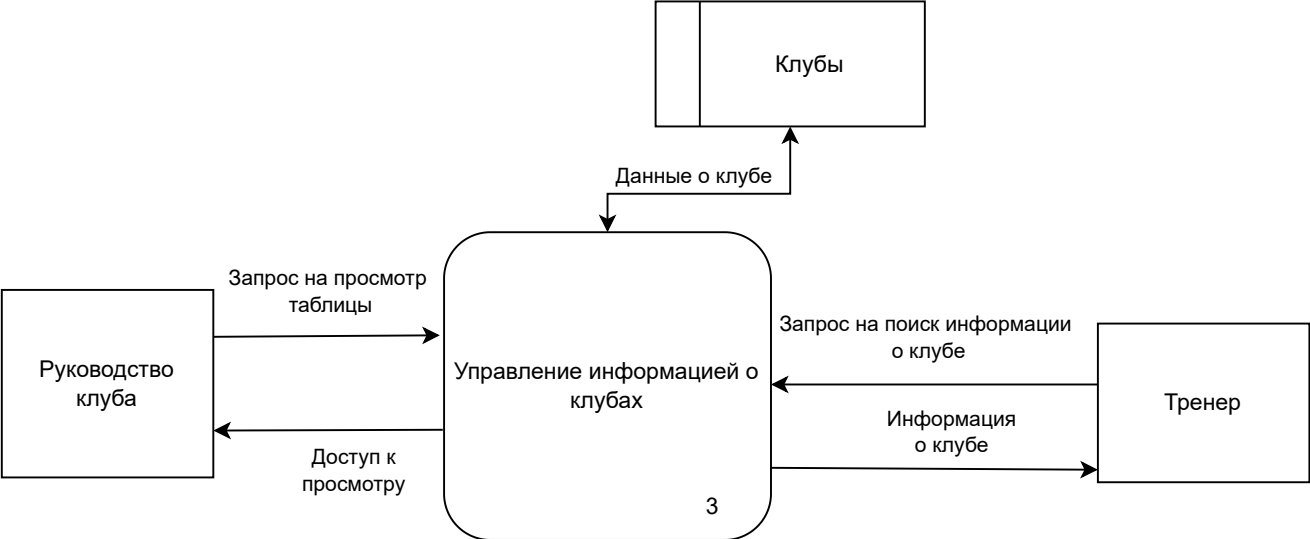 Клубы
Данные о клубе
Запрос на просмотр
таблицы
Руководство
клуба
Доступ к
просмотру
Управление информацией о
клубах
3
Запрос на поиск информации
о клубе
Информация
о клубе
Тренер